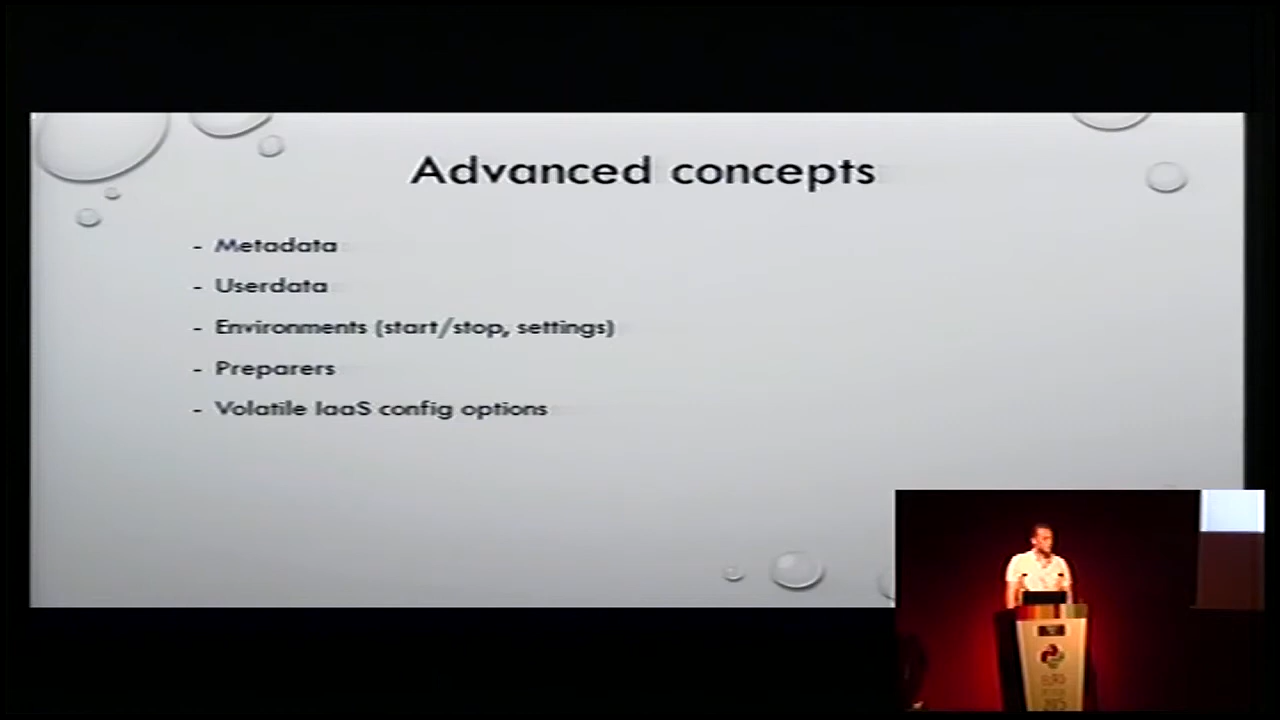 Advanced concepts
- Metadata
- Userdata
- Environments (start/stop, settings)
- Preparers
- Volatile IaaS config options